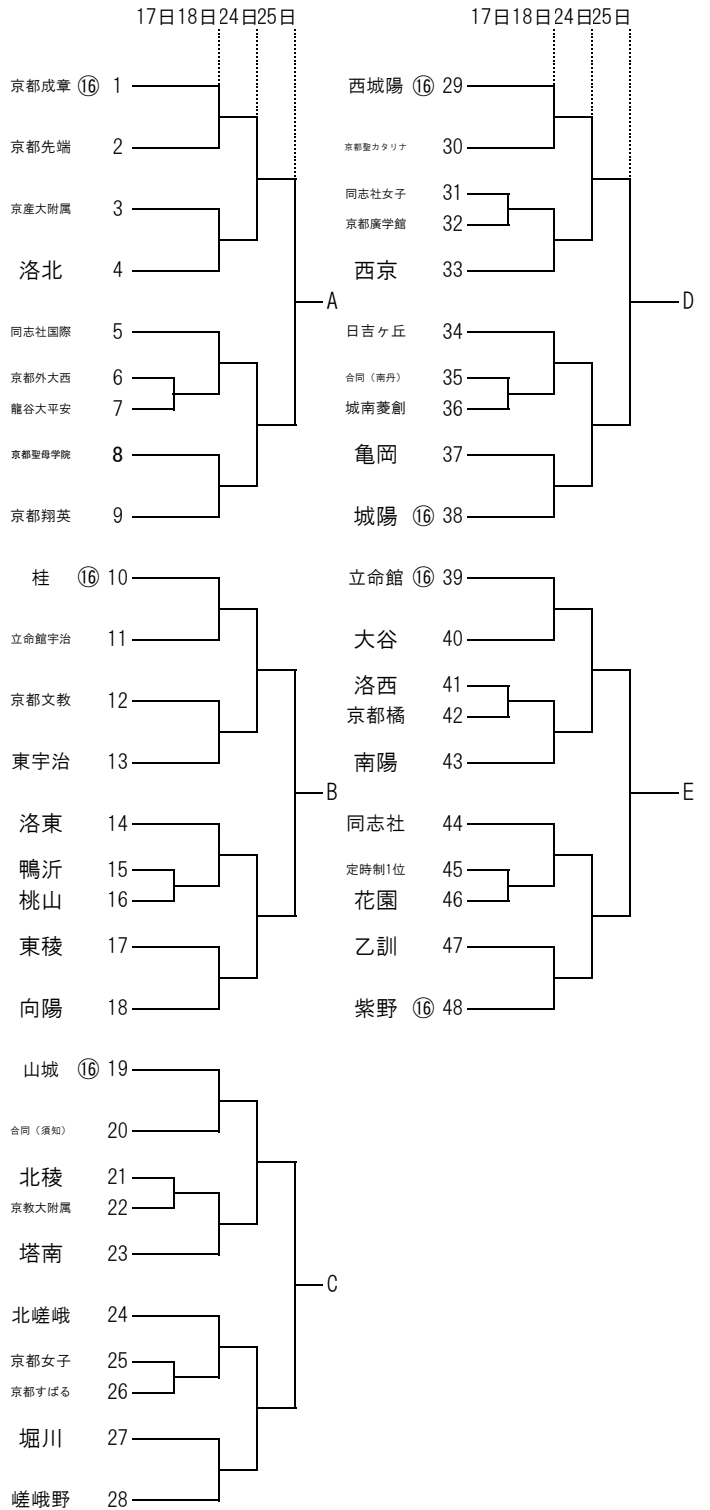 17日18日24日25日
京都成章 ⑯ 1
京都先端 2
京産大附属 3
洛北 4
A
同志社国際 5
京都外大西 6
龍谷大平安 7
京都聖母学院 8
京都翔英 9
桂 ⑯ 10
立命館宇治 11
京都文教 12
東宇治 13
B
洛東 14
鴨沂 15
桃山 16
東稜 17
向陽 18
山城 ⑯ 19
合同（須知） 20
北稜 21
京教大附属 22
塔南 23
C
北嵯峨 24
京都女子 25
京都すばる 26
堀川 27
嵯峨野 28
17日18日24日25日
西城陽 ⑯ 29
京都聖カタリナ 30
同志社女子 31
京都廣学館 32
西京 33
D
日吉ヶ丘 34
合同（南丹） 35
城南菱創 36
亀岡 37
城陽 ⑯ 38
立命館 ⑯ 39
大谷 40
洛西 41
京都橘 42
南陽 43
E
同志社 44
定時制1位 45
花園 46
乙訓 47
紫野 ⑯ 48